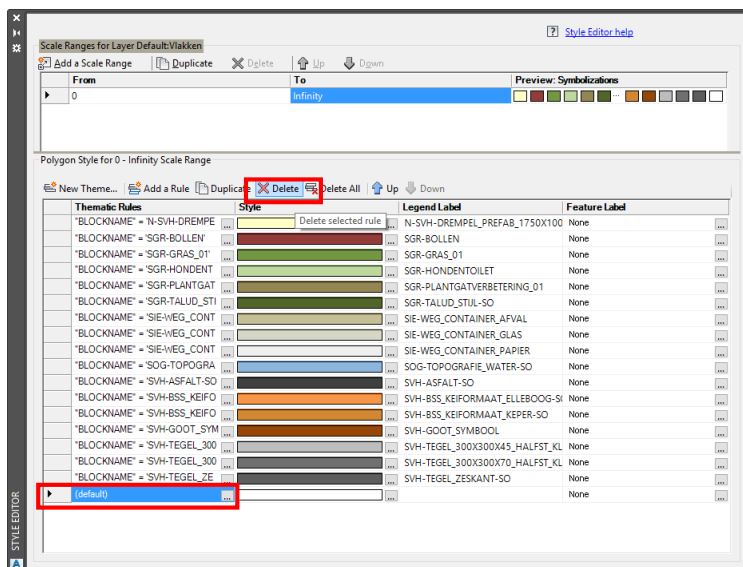 Style Editor help
Scale Ranges for Layer Default:Vlakken
Add a Scale Range Duplicate Delete Up Down
From To Preview: Symbolizations
0 Infinity
Polygon Style for 0 - Infinity Scale Range
New Theme... Add a Rule Duplicate Delete Delete All Up Down
Thematic Rules Style Legend Label Feature Label
Delete selected rule
"BLOCKNAME" = 'N-SVH-DREMPE ... ... N-SVH-DREMPEL_PREFAB_1750X100 None ...
"BLOCKNAME" = 'SGR-BOLLEN' ... ... SGR-BOLLEN None ...
"BLOCKNAME" = 'SGR-GRAS_01' ... ... SGR-GRAS_01 None ...
"BLOCKNAME" = 'SGR-HONDENT ... ... SGR-HONDENTOILET None ...
"BLOCKNAME" = 'SGR-PLANTGAT ... ... SGR-PLANTGATVERBETERING_01 None ...
"BLOCKNAME" = 'SGR-TALUD_STI ... ... SGR-TALUD_STIJL-SO None ...
"BLOCKNAME" = 'SIE-WEG_CONT ... ... SIE-WEG_CONTAINER_AFVAL None ...
"BLOCKNAME" = 'SIE-WEG_CONT ... ... SIE-WEG_CONTAINER_GLAS None ...
"BLOCKNAME" = 'SIE-WEG_CONT ... ... SIE-WEG_CONTAINER_PAPIER None ...
"BLOCKNAME" = 'SOG-TOPOGRA ... ... SOG-TOPOGRAFIE_WATER-SO None ...
"BLOCKNAME" = 'SVH-ASFALT-SO ... ... SVH-ASFALT-SO None ...
"BLOCKNAME" = 'SVH-BSS_KEIFO ... ... SVH-BSS_KEIFORMAAT_ELLEBOOG-S None ...
"BLOCKNAME" = 'SVH-BSS_KEIFO ... ... SVH-BSS_KEIFORMAAT_KEPER-SO None ...
"BLOCKNAME" = 'SVH-GOOT_SYM ... ... SVH-GOOT_SYMBOOL None ...
"BLOCKNAME" = 'SVH-TEGEL_300 ... ... SVH-TEGEL_300X300X45_HALFST_KL None ...
"BLOCKNAME" = 'SVH-TEGEL_300 ... ... SVH-TEGEL_300X300X70_HALFST_KL None ...
"BLOCKNAME" = 'SVH-TEGEL_ZE ... ... SVH-TEGEL_ZESKANT-SO None ...
(default) ... ... None ...
STYLE EDITOR